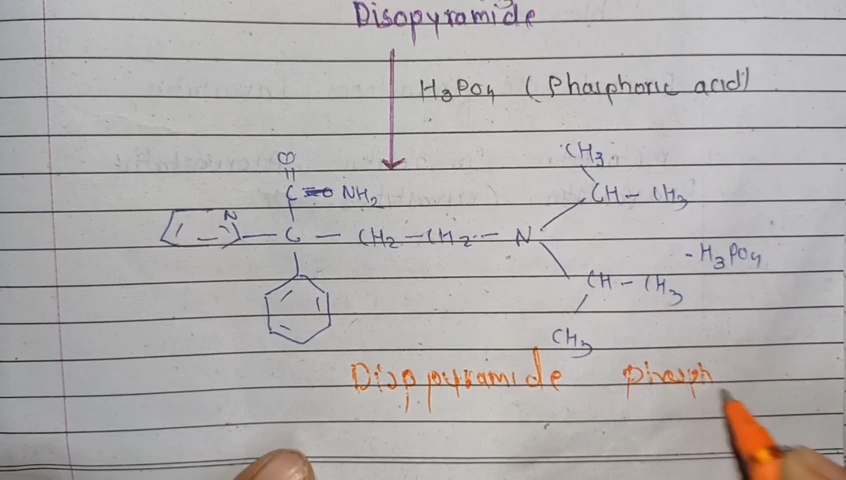 Disopyramide
H3PO4 (Phosphoric acid)
CH3
O
C NH2
CH - CH3
N
C - CH2 - CH2 - N
- H3PO4
CH - CH3
CH3
Disopyramide Phosph